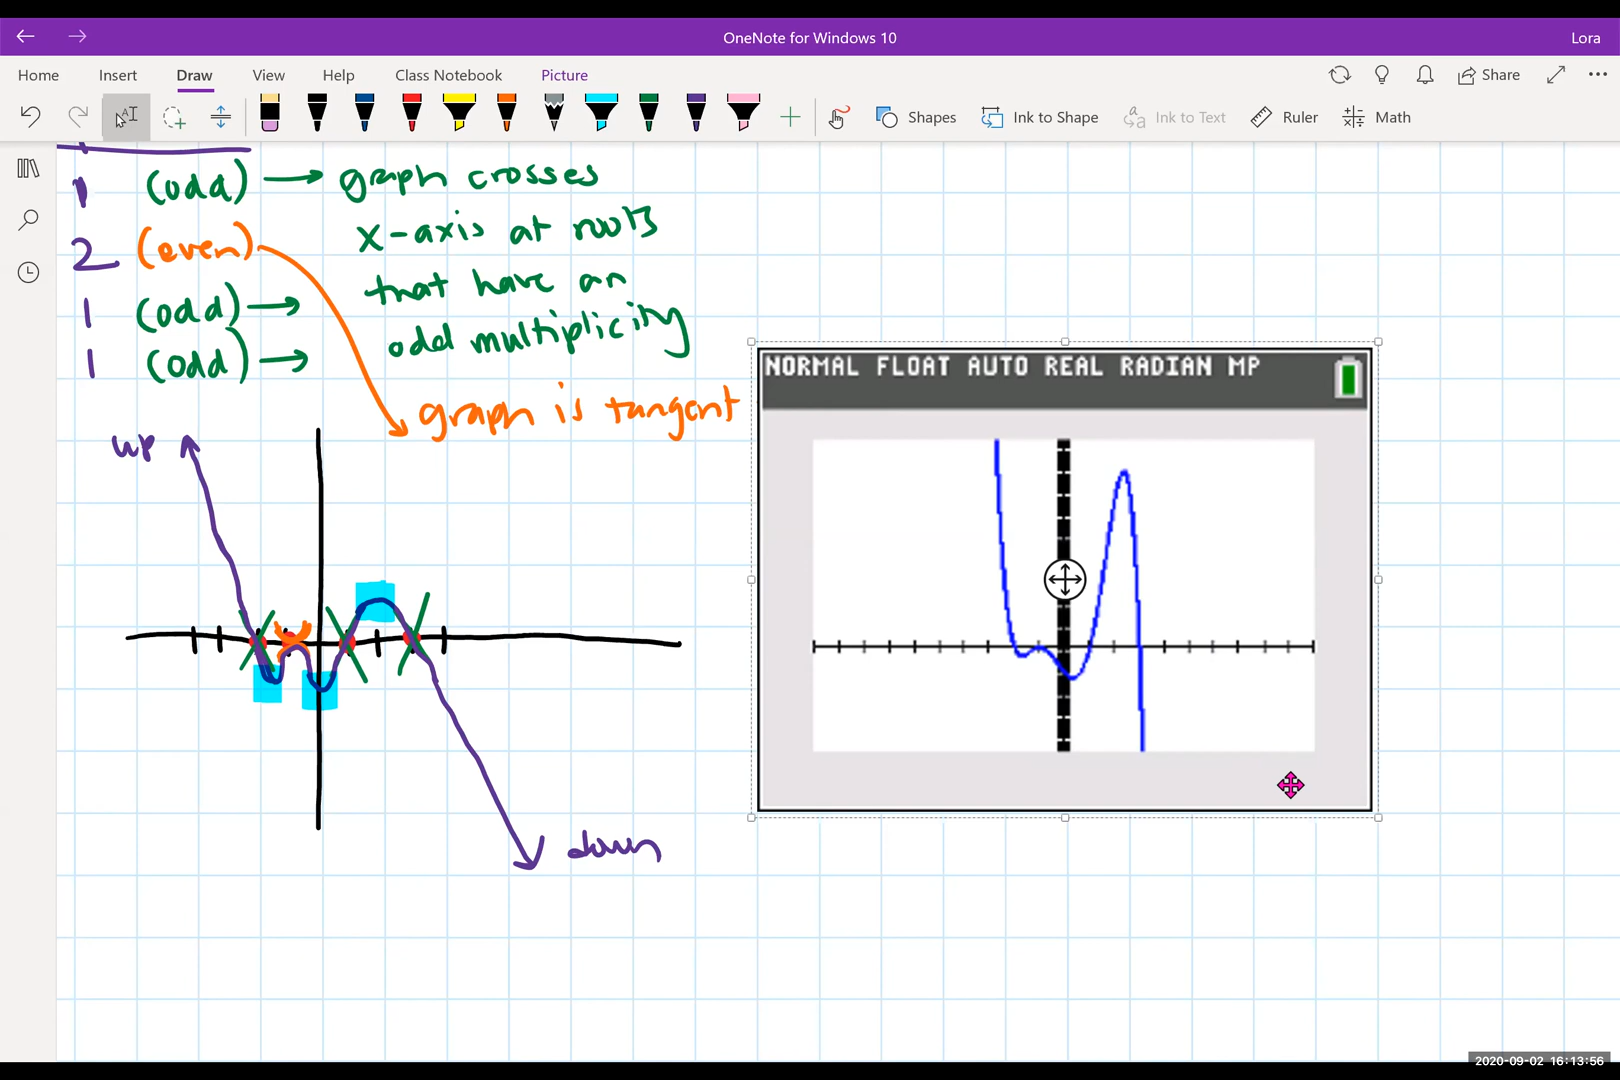 OneNote for Windows 10
Lora
Home Insert Draw View Help Class Notebook Picture
Share
Shapes Ink to Shape Ink to Text Ruler Math
1 (odd) → graph crosses
x-axis at roots
2 (even)
that have an
1 (odd) →
odd multiplicity
1 (odd) →
NORMAL FLOAT AUTO REAL RADIAN MP
graph is tangent
up
down
2020-09-02 16:13:56